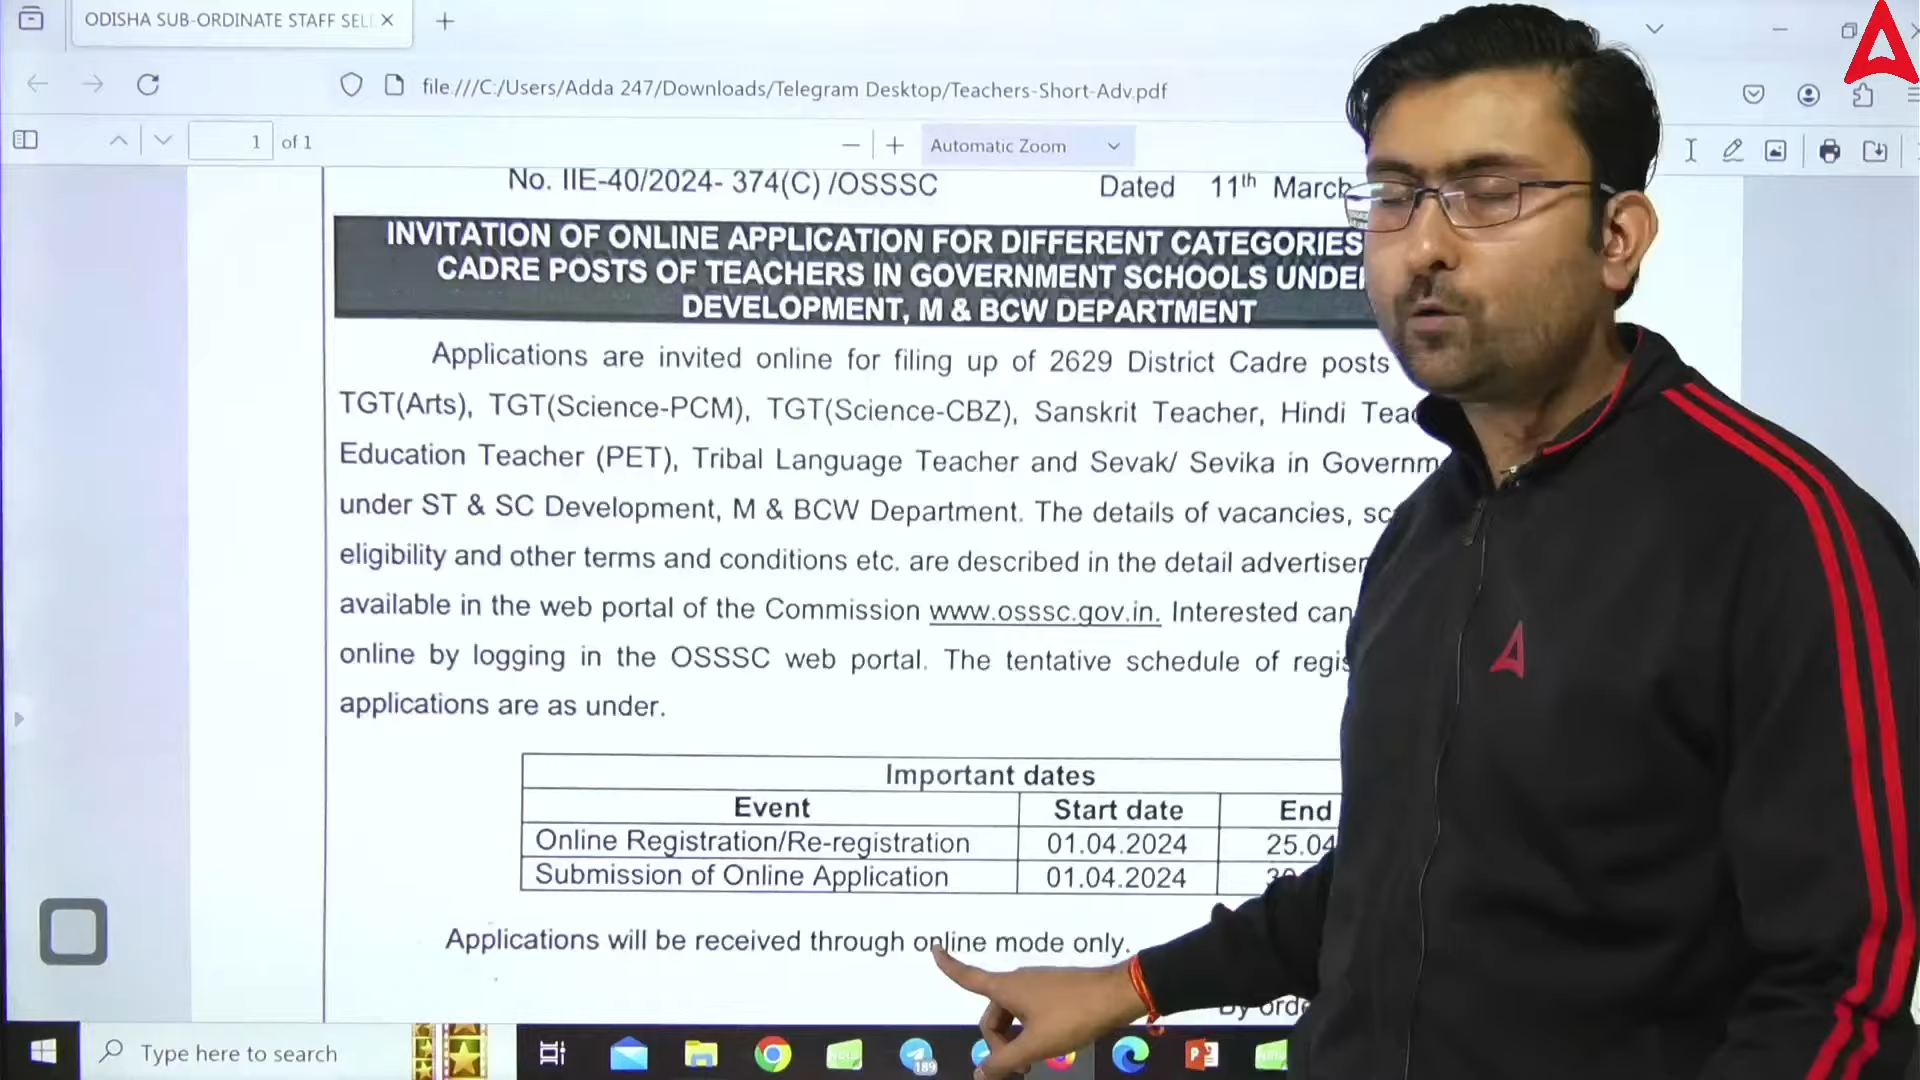 ODISHA SUB-ORDINATE STAFF SEL
file:///C:/Users/Adda 247/Downloads/Telegram Desktop/Teachers-Short-Adv.pdf
1 of 1
Automatic Zoom
No. IIE-40/2024- 374(C) /OSSSC Dated 11th March
INVITATION OF ONLINE APPLICATION FOR DIFFERENT CATEGORIES
CADRE POSTS OF TEACHERS IN GOVERNMENT SCHOOLS UNDE
DEVELOPMENT, M & BCW DEPARTMENT
Applications are invited online for filing up of 2629 District Cadre posts
TGT(Arts), TGT(Science-PCM), TGT(Science-CBZ), Sanskrit Teacher, Hindi Tea
Education Teacher (PET), Tribal Language Teacher and Sevak/ Sevika in Governm
under ST & SC Development, M & BCW Department. The details of vacancies, sc
eligibility and other terms and conditions etc. are described in the detail advertise
available in the web portal of the Commission www.osssc.gov.in. Interested can
online by logging in the OSSSC web portal. The tentative schedule of regis
applications are as under.
Important dates
Event Start date End
Online Registration/Re-registration 01.04.2024 25.04
Submission of Online Application 01.04.2024
Applications will be received through online mode only.
By orde
Type here to search
189